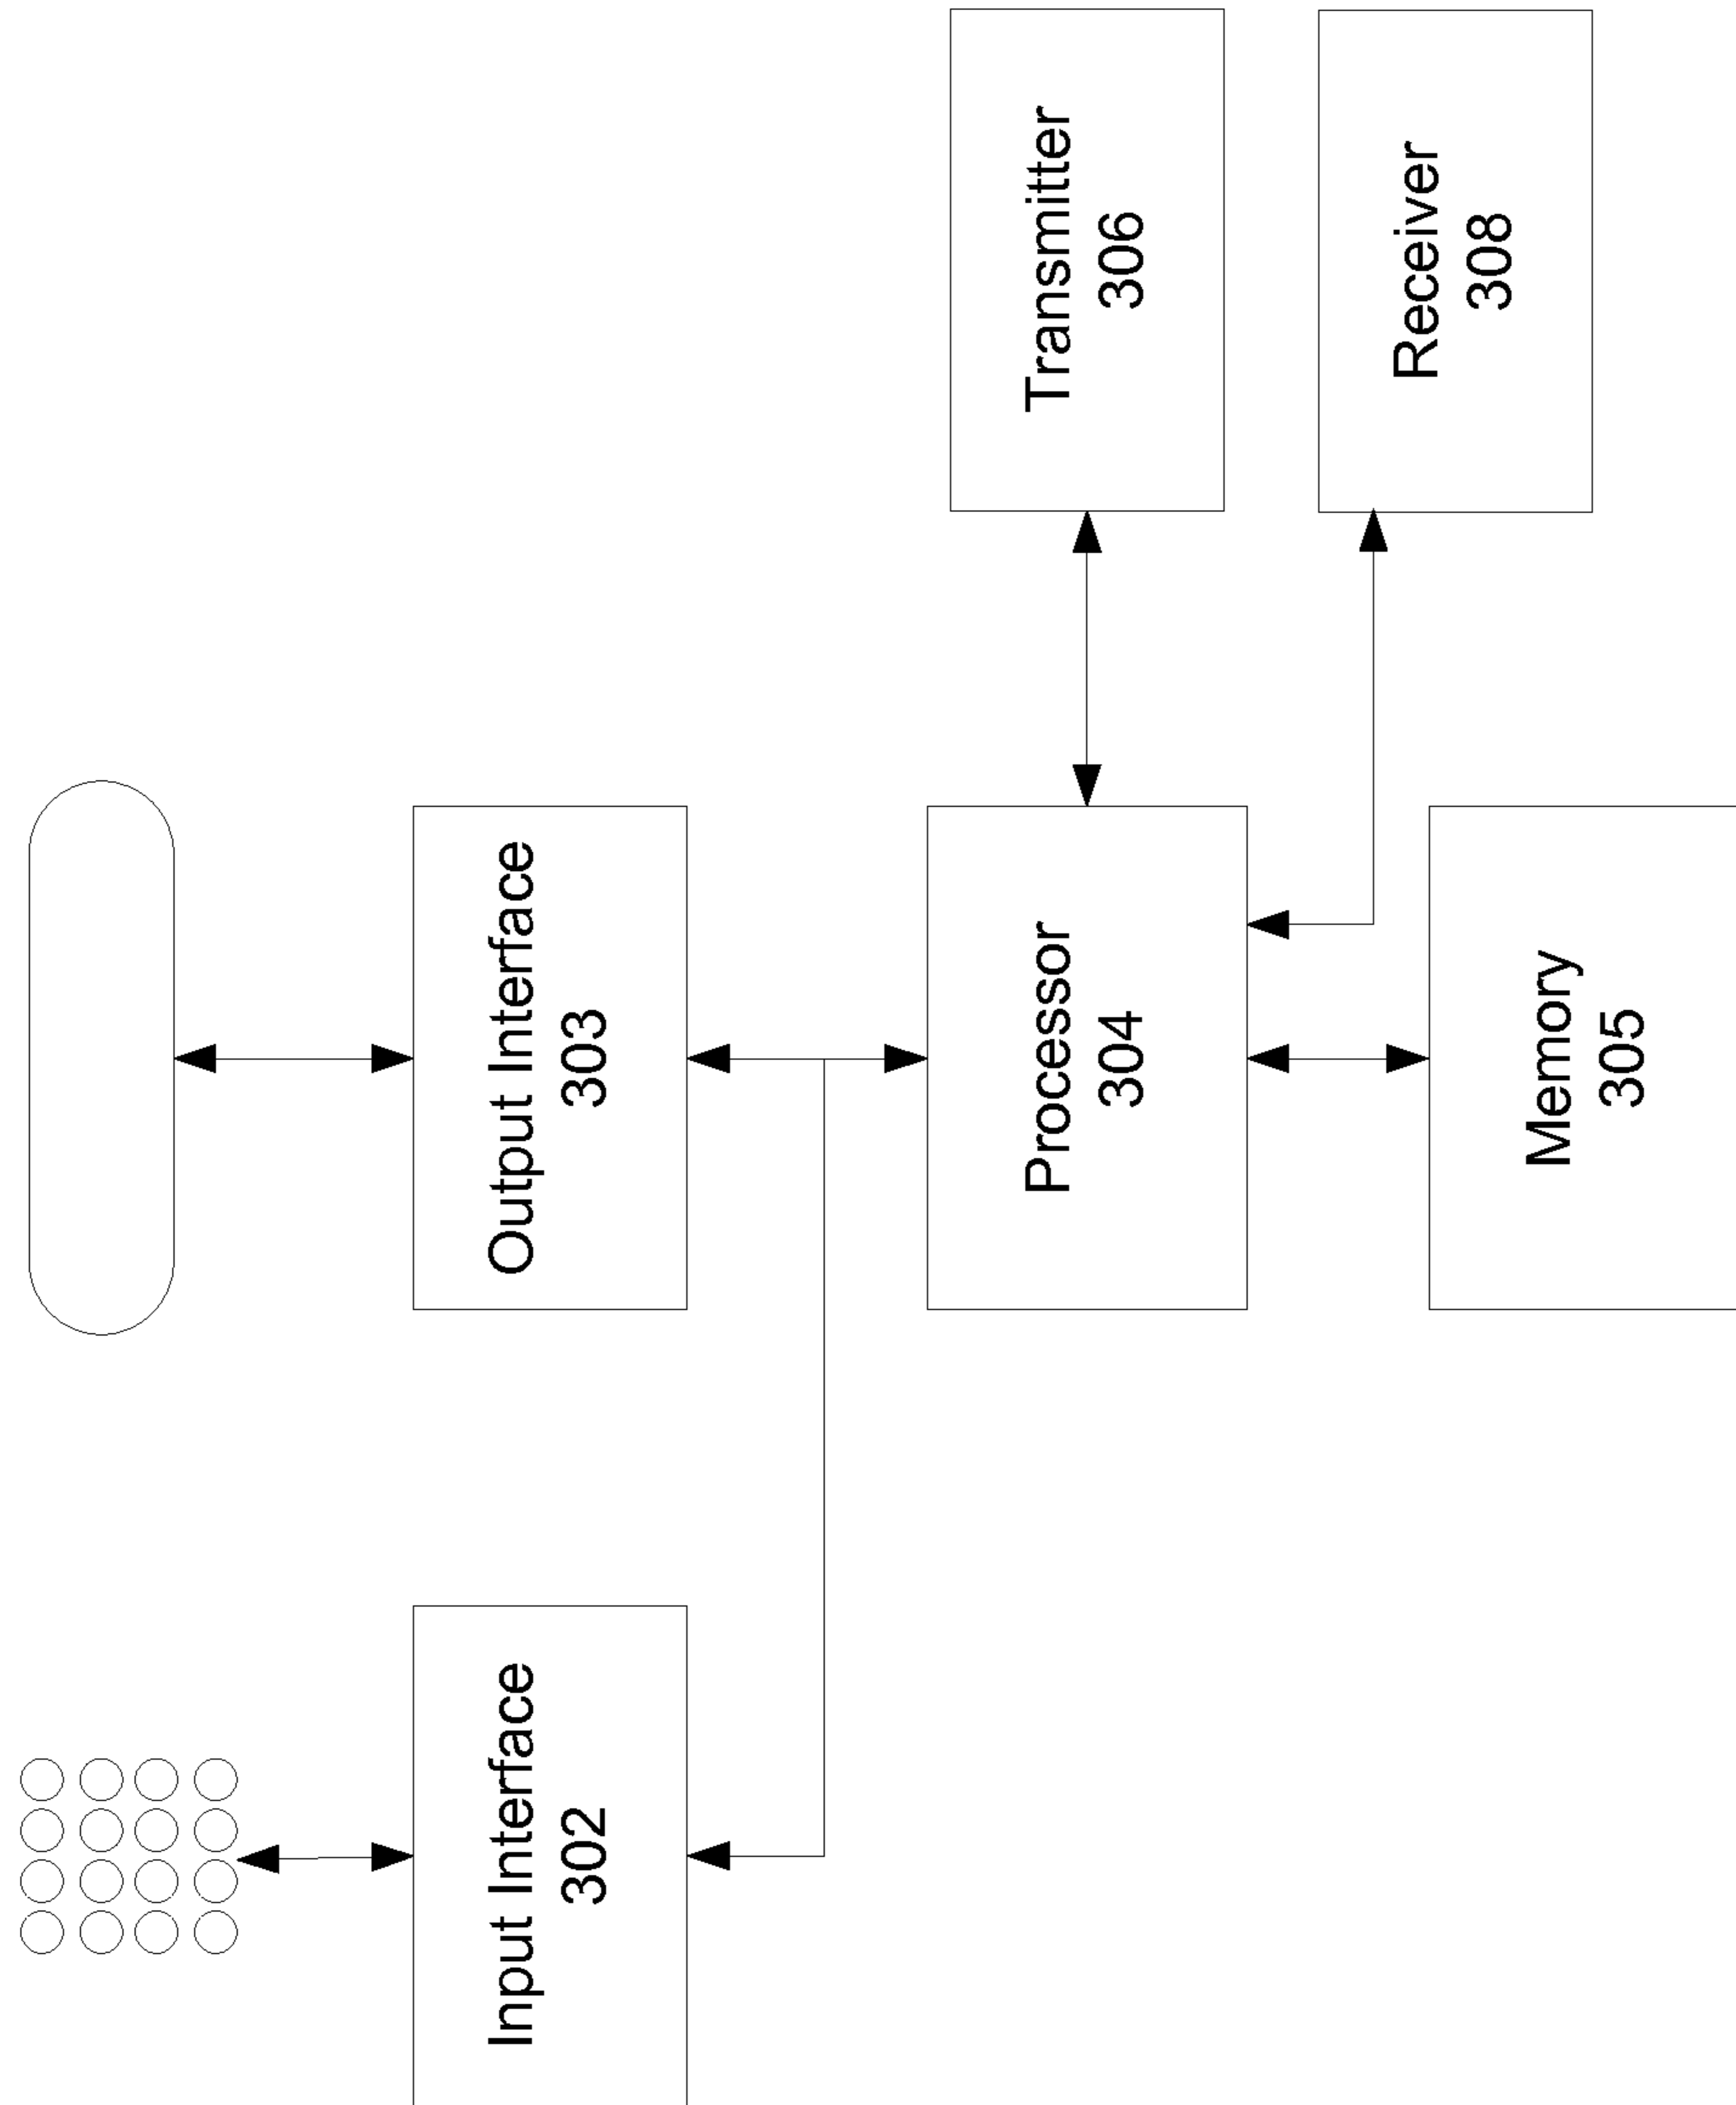 Input Interface
302
Output Interface
303
Processor
304
Transmitter
306
Receiver
308
Memory
305